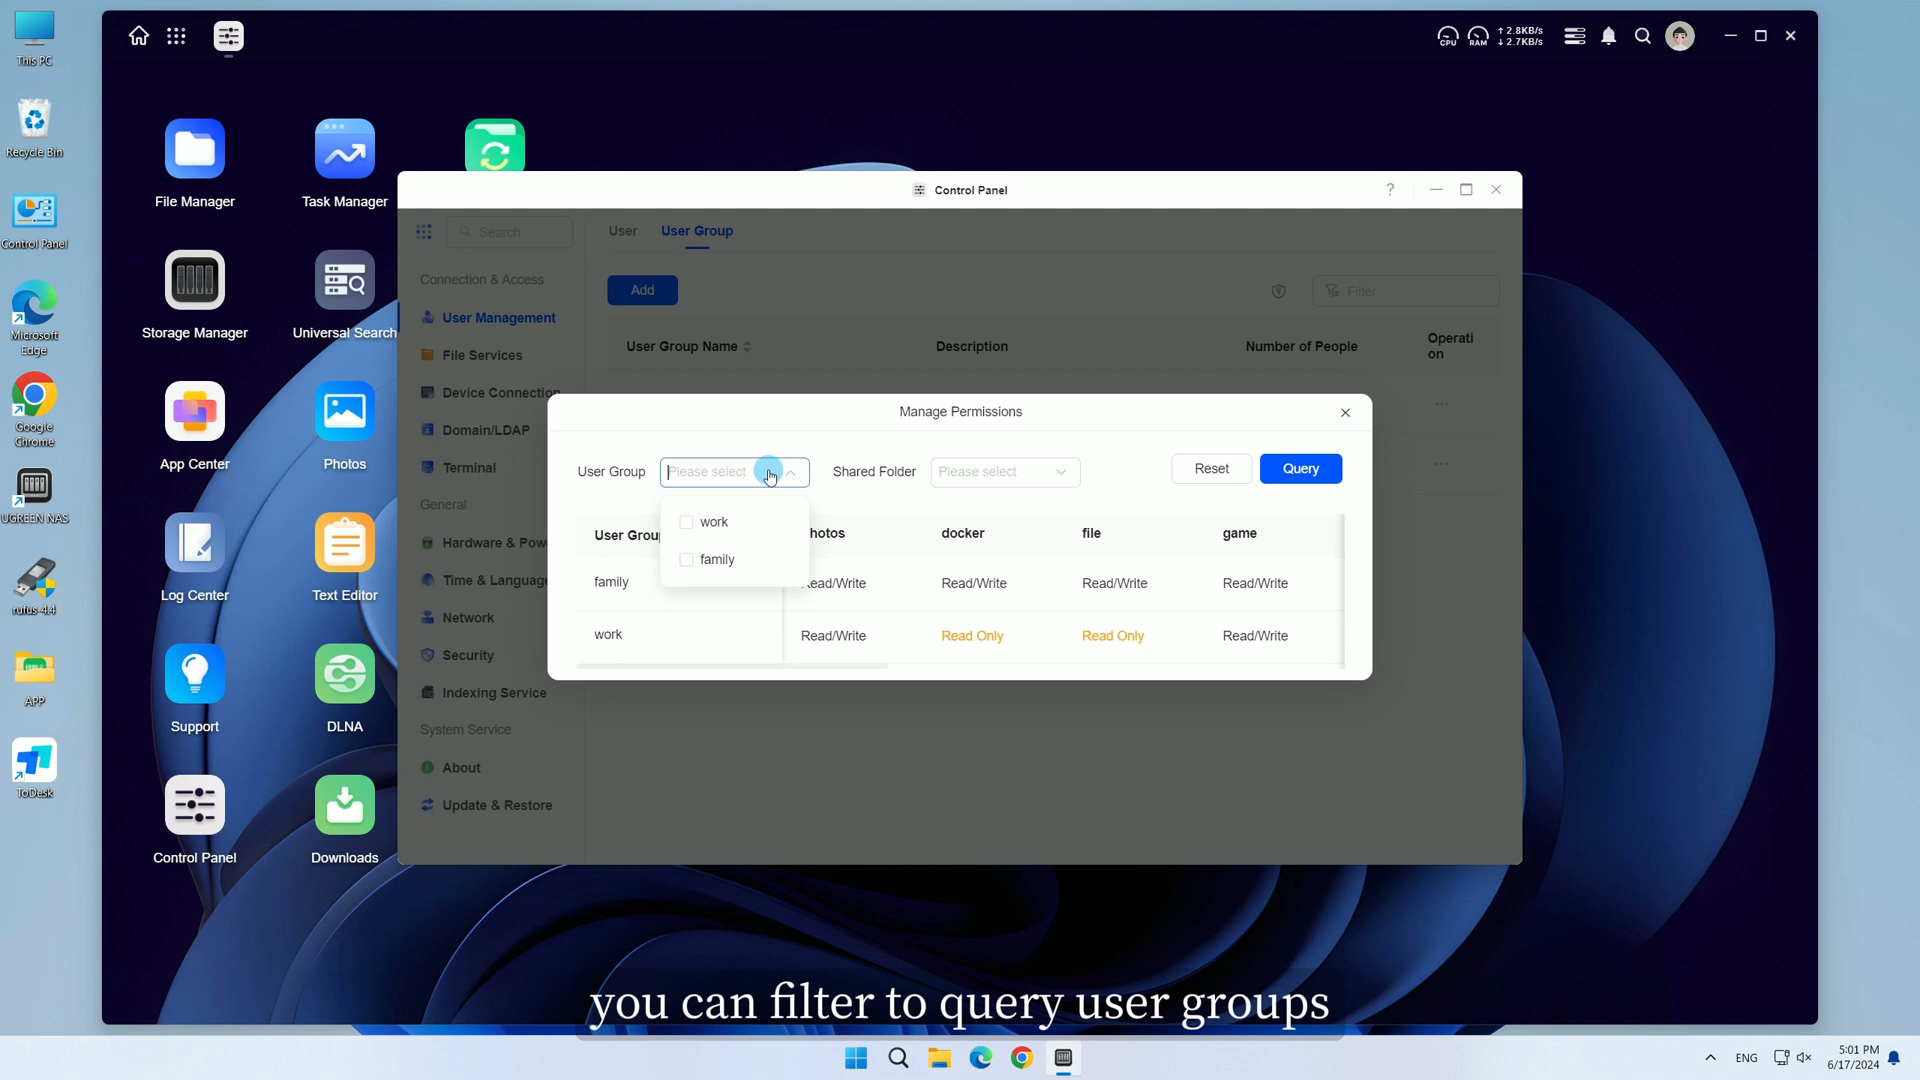 This PC
Recycle Bin
Control Panel
Microsoft
Edge
Google
Chrome
UGREEN NAS
rufus-4.4
APP
ToDesk
CPU
RAM
↑ 2.8KB/s
↓ 2.7KB/s
File Manager
Task Manager
Storage Manager
Universal Search
App Center
Photos
Log Center
Text Editor
Support
DLNA
Control Panel
Downloads
Control Panel
?
Search
Connection & Access
User Management
File Services
Device Connection
Domain/LDAP
Terminal
General
Hardware & Pow
Time & Language
Network
Security
Indexing Service
System Service
About
Update & Restore
User
User Group
Add
Filter
User Group Name
Description
Number of People
Operati
on
Manage Permissions
User Group
Please select
Shared Folder
Please select
Reset
Query
work
family
User Group
hotos
docker
file
game
family
ead/Write
Read/Write
Read/Write
Read/Write
work
Read/Write
Read Only
Read Only
Read/Write
you can filter to query user groups
ENG
5:01 PM
6/17/2024